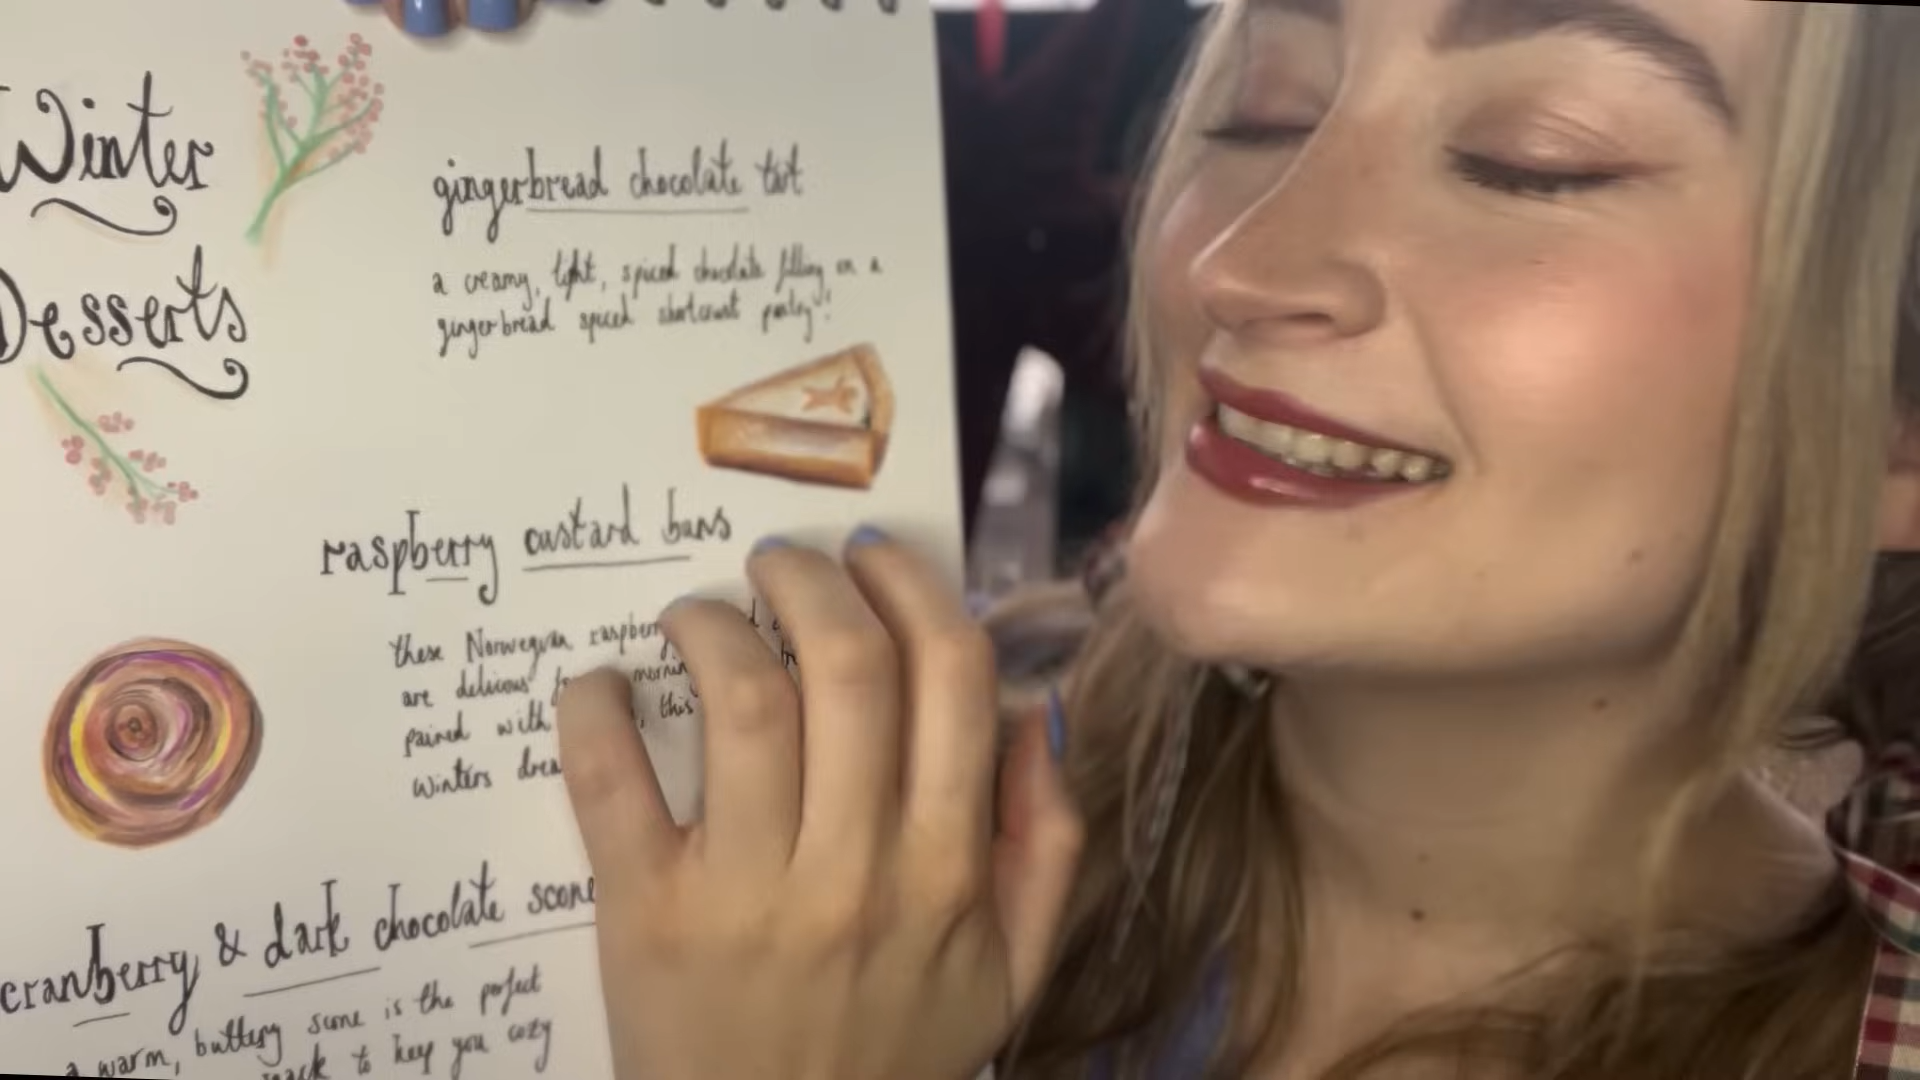 Winter
Desserts
gingerbread chocolate tart
a creamy, light, spiced chocolate filling on a
gingerbread spiced shortcrust pastry!
raspberry custard buns
these Norwegian
are delicious
paired with this
winters
cranberry & dark chocolate scone
a warm, buttery scone is the perfect
to keep you cozy